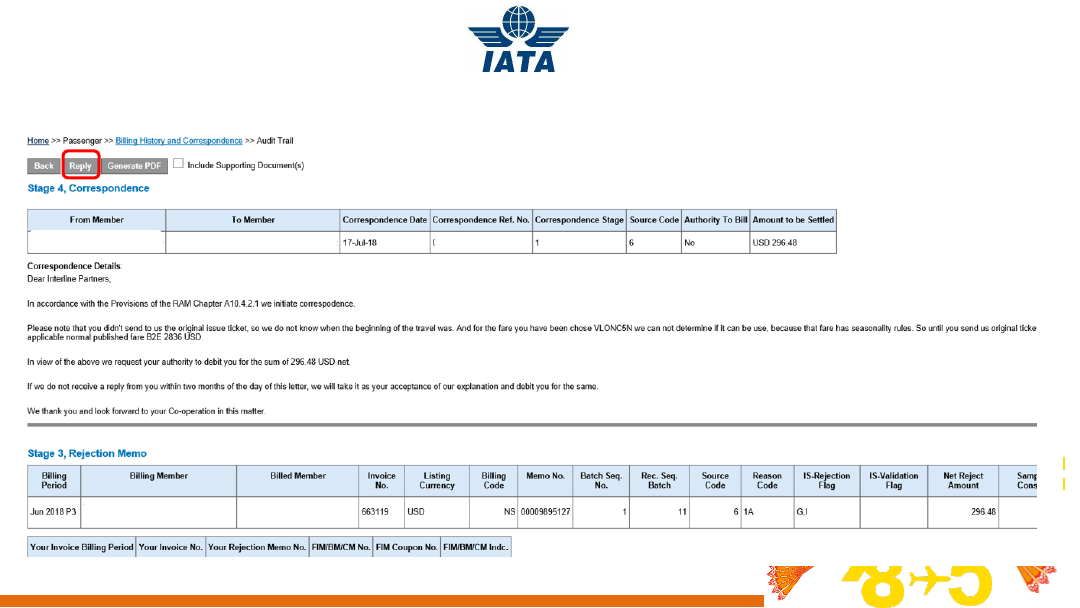 IATA
Home >> Passenger >> Billing History and Correspondence >> Audit Trail
Back Reply Generate PDF Include Supporting Document(s)
Stage 4, Correspondence
From Member To Member Correspondence Date Correspondence Ref. No. Correspondence Stage Source Code Authority To Bill Amount to be Settled
17-Jul-18 1 6 No USD 296.48
Correspondence Details:
Dear Interline Partners,
In accordance with the Provisions of the RAM Chapter A10.4.2.1 we initiate correspodence.
Please note that you didn't send to us the original issue ticket, so we do not know when the beginning of the travel was. And for the fare you have been chose VLONC5N we can not determine if it can be use, because that fare has seasonality rules. So until you send us original ticke
applicable normal published fare B2E 2836 USD.
In view of the above we request your authority to debit you for the sum of 296.48 USD net.
If we do not receive a reply from you within two months of the day of this letter, we will take it as your acceptance of our explanation and debit you for the same.
We thank you and look forward to your Co-operation in this matter.
Stage 3, Rejection Memo
Billing Period Billing Member Billed Member Invoice No. Listing Currency Billing Code Memo No. Batch Seq. No. Rec. Seq. Batch Source Code Reason Code IS-Rejection Flag IS-Validation Flag Net Reject Amount Samp Cons
Jun 2018 P3 663119 USD NS 00009895127 1 11 6 1A G,I 296.48
Your Invoice Billing Period Your Invoice No. Your Rejection Memo No. FIM/BM/CM No. FIM Coupon No. FIM/BM/CM Indc.